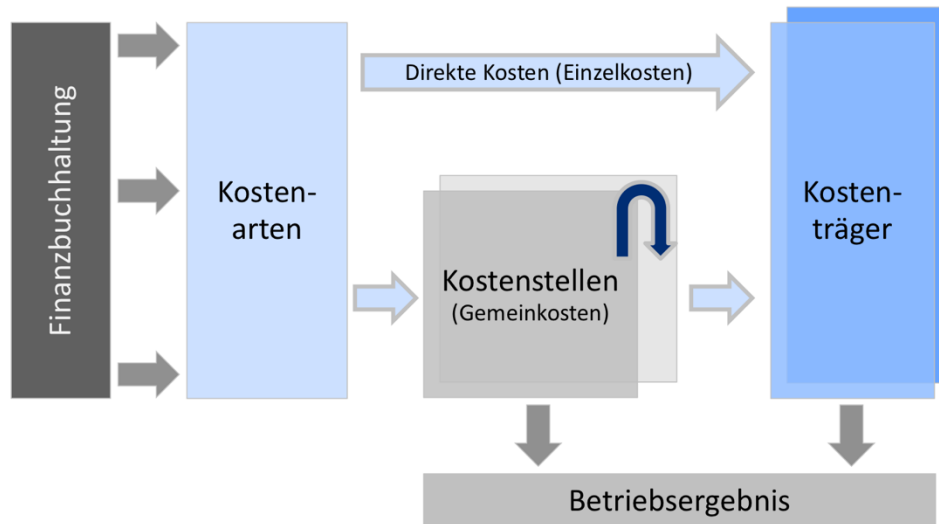 Finanzbuchhaltung
Kosten-
arten
Direkte Kosten (Einzelkosten)
Kostenstellen
(Gemeinkosten)
Kosten-
träger
Betriebsergebnis